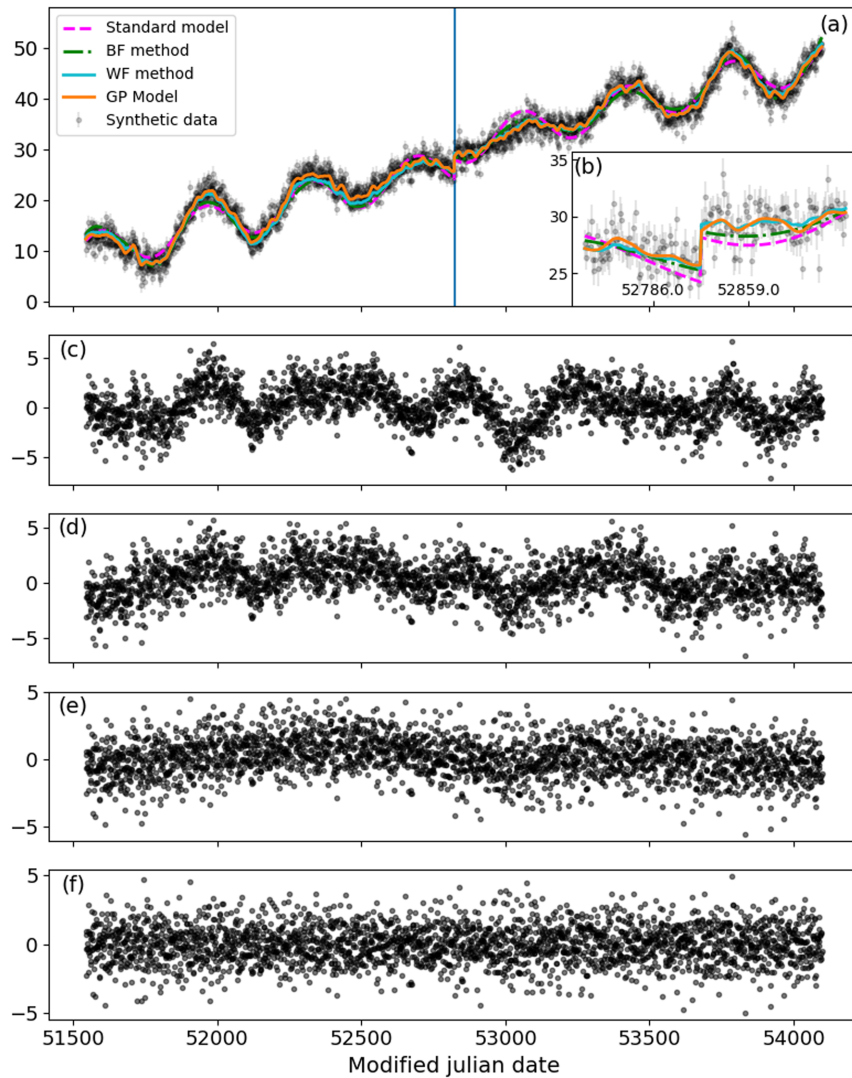 (a)
Standard model
BF method
WF method
GP Model
Synthetic data
50
40
30
20
10
0
(b)
35
30
25
52786.0
52859.0
(c)
5
0
−5
(d)
5
0
−5
(e)
5
0
−5
(f)
5
0
−5
51500 52000 52500 53000 53500 54000
Modified julian date